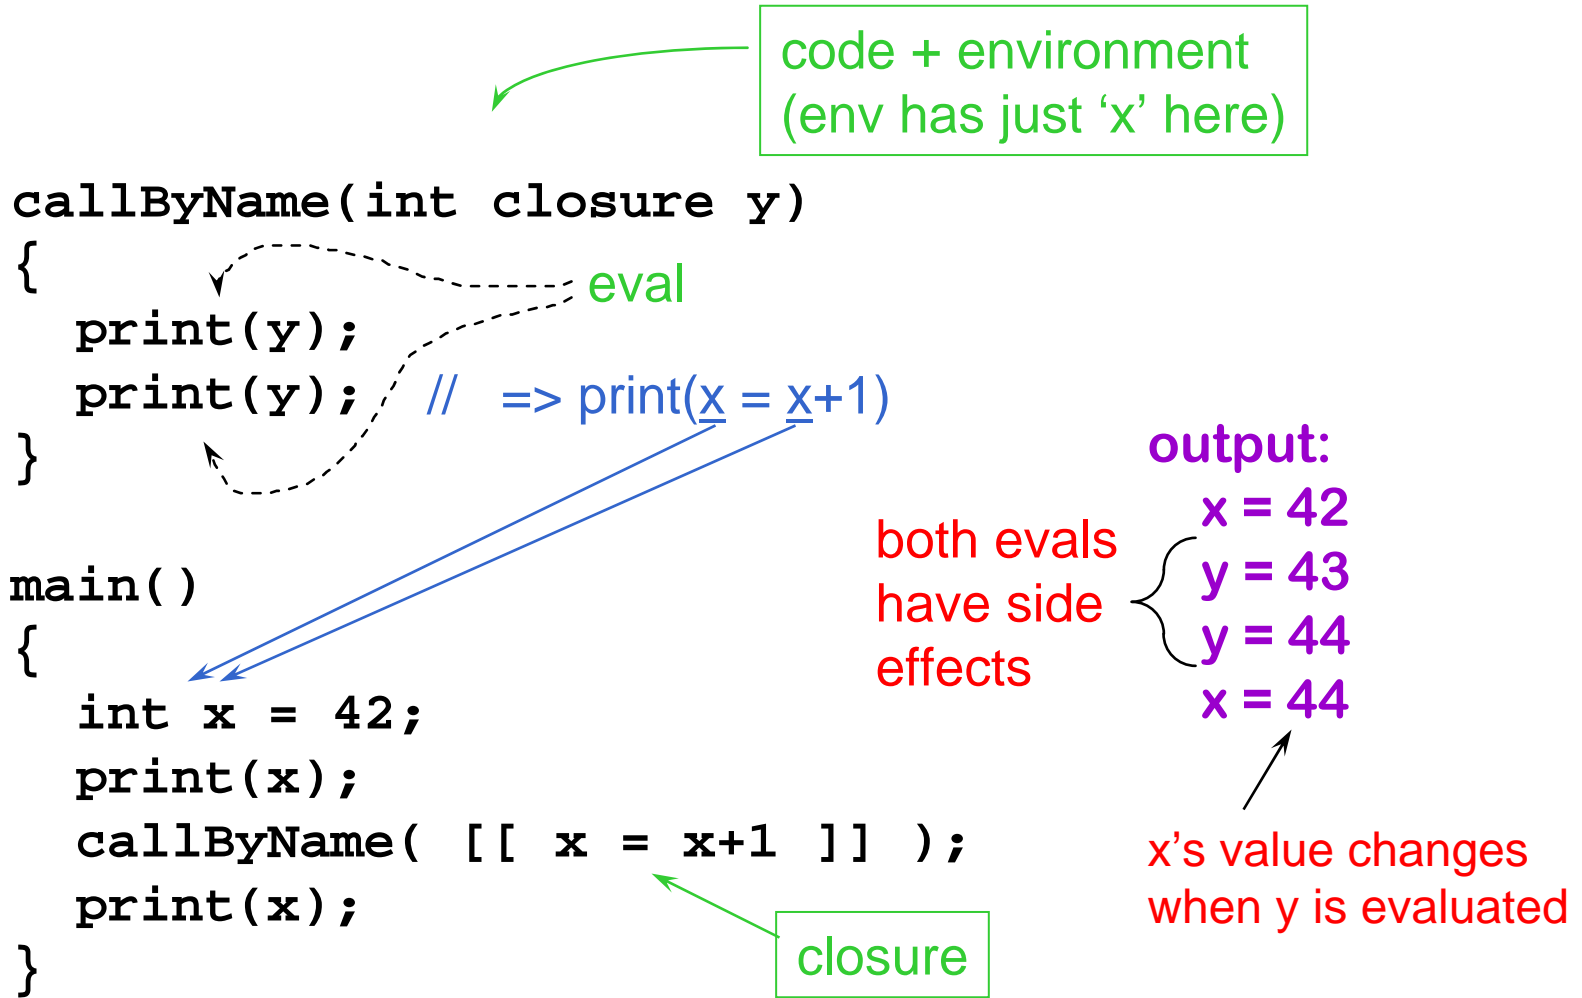 code + environment
(env has just ‘x’ here)
callByName(int closure y)
{
eval
print(y);
print(y); // => print(x = x+1)
}
main()
{
int x = 42;
print(x);
callByName( [[ x = x+1 ]] );
print(x);
}
closure
output:
x = 42
y = 43
y = 44
x = 44
both evals
have side
effects
x’s value changes
when y is evaluated